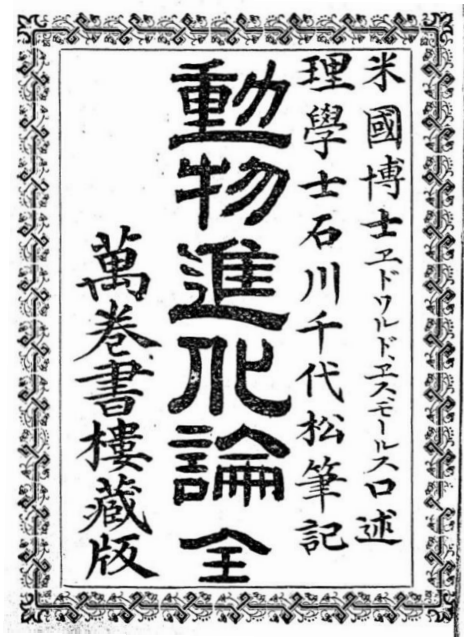 米國博士ヱドワルド、ヱスモールス口述
理學士石川千代松筆記
動物進化論 全
萬卷書樓藏版